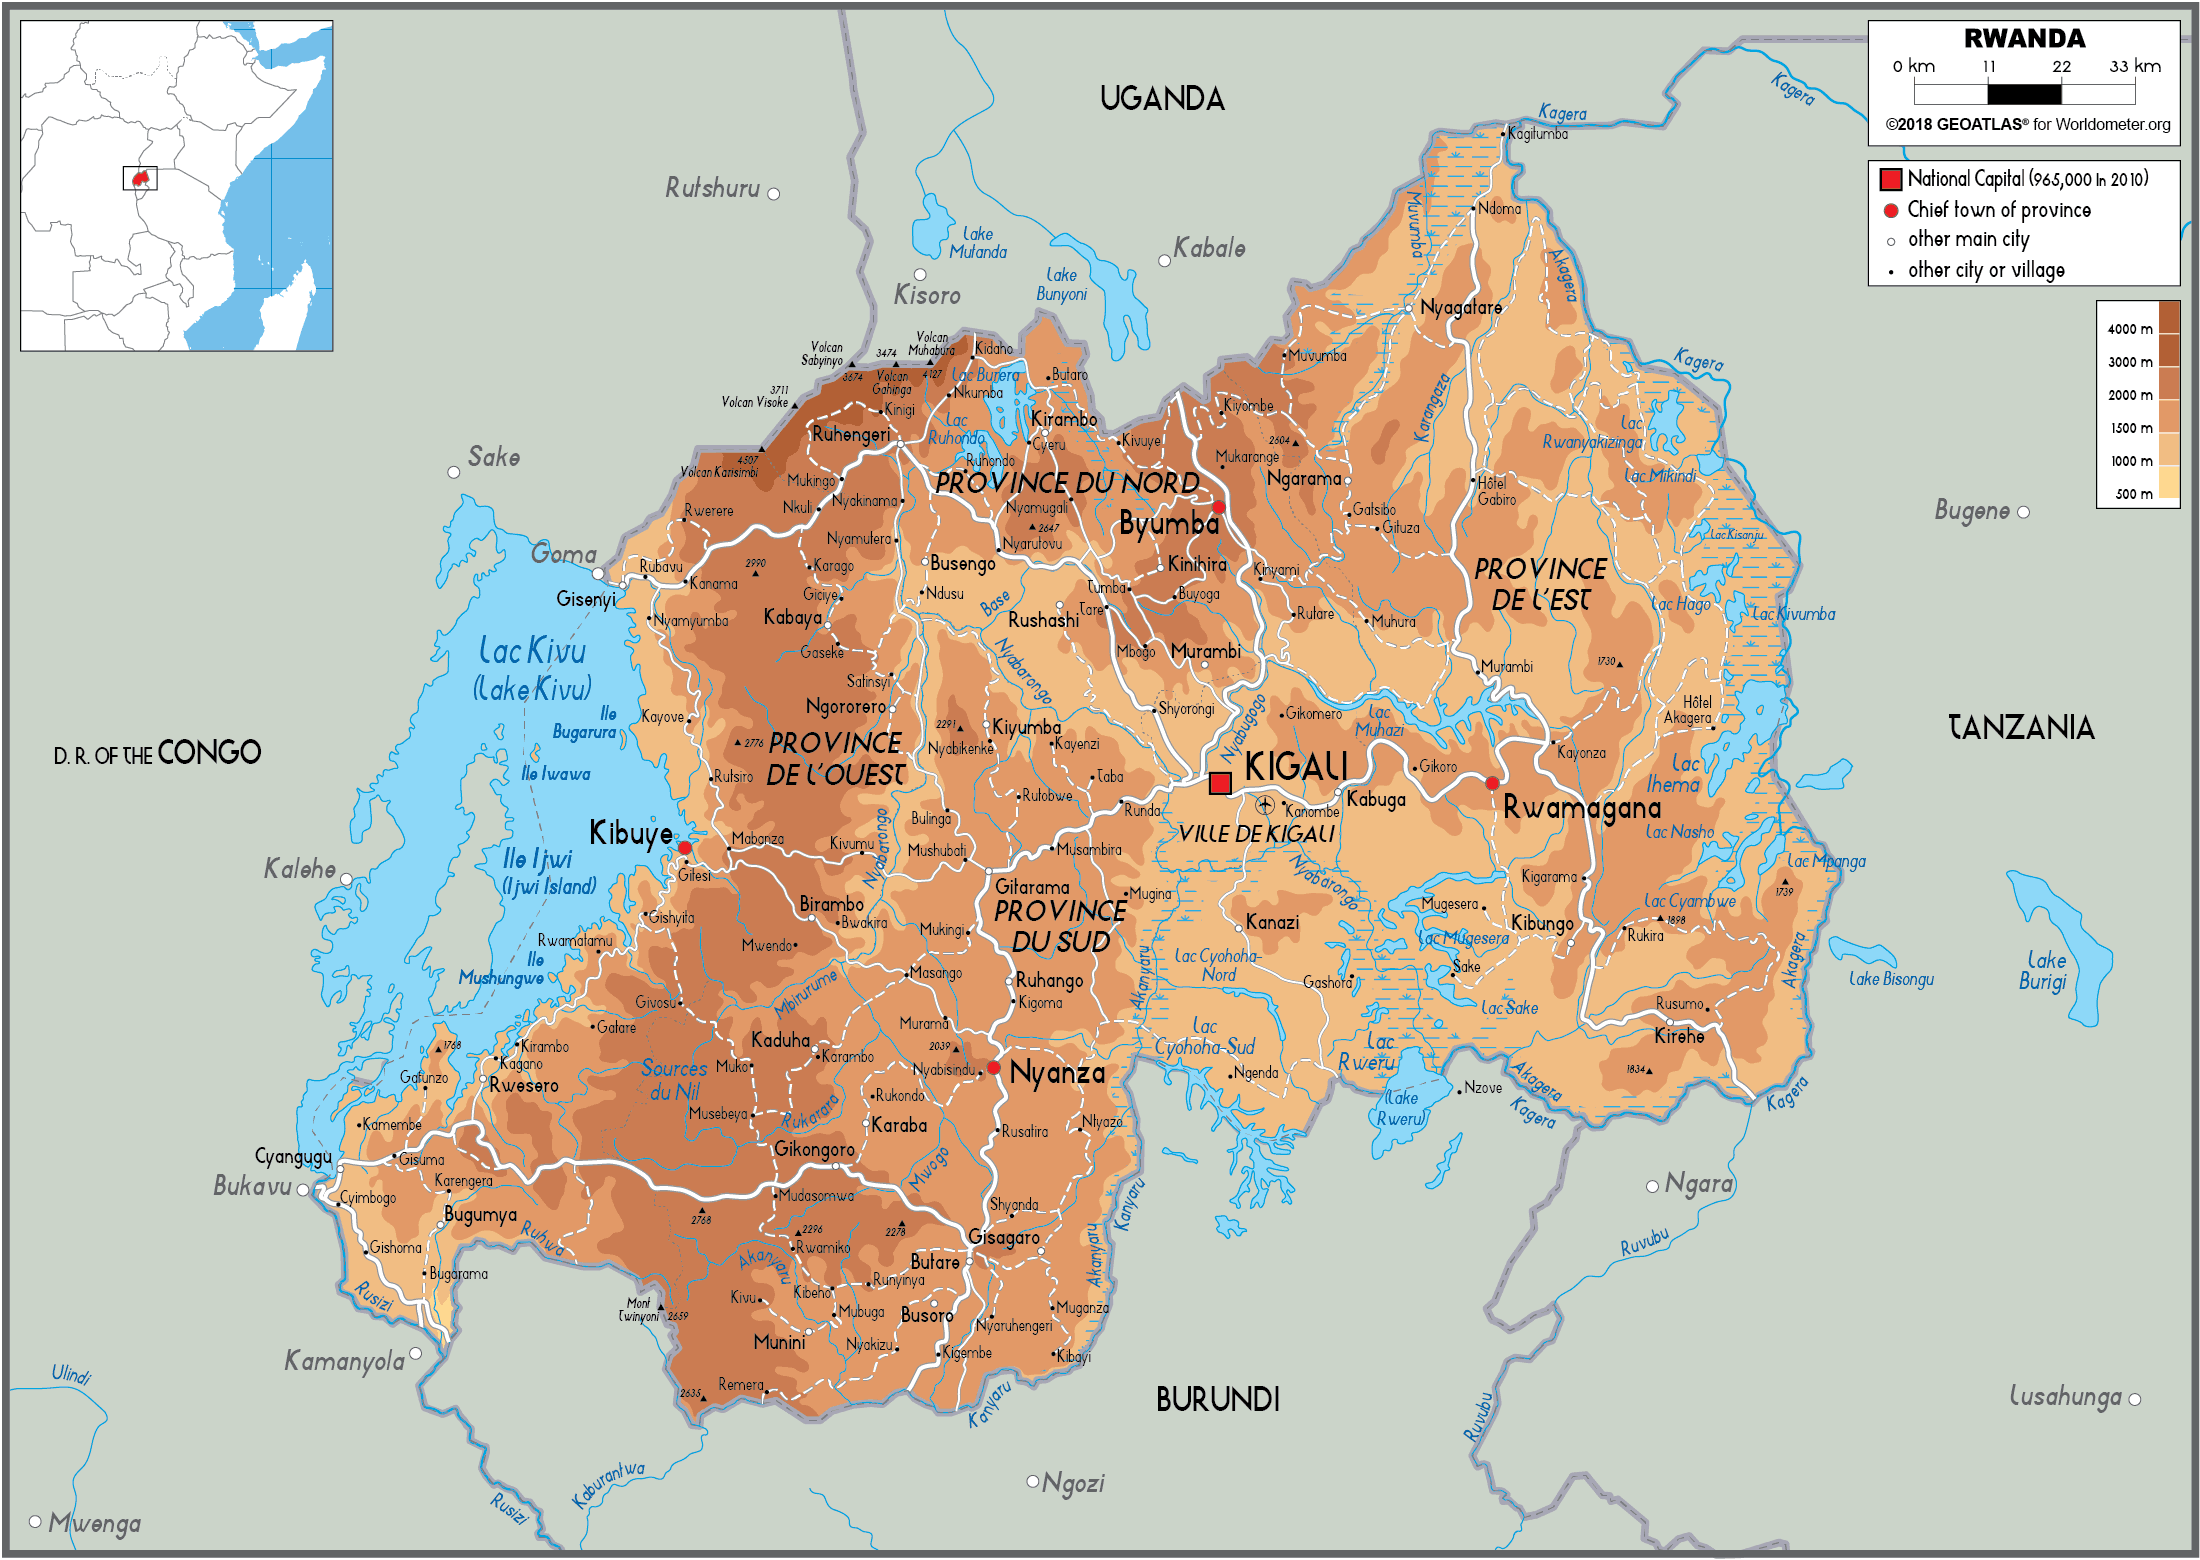 RWANDA
0 km 11 22 33 km
©2018 GEOATLAS® for Worldometer.org
National Capital (965,000 In 2010)
Chief town of province
other main city
other city or village
4000 m
3000 m
2000 m
1500 m
1000 m
500 m
UGANDA
Kagera
Kagera
Kagitumba
Rutshuru
Ndoma
Muvumba
Lake
Mutanda
Kabale
Lake
Bunyoni
Kisoro
Akagera
Nyagatare
Volcan
Sabyinyo
3474
Volcan
Muhabura
Kidaho
Muvumba
Kagera
3674
Volcan
Gahinga
4127
Lac Burera
Butaro
3711
Volcan Visoke
Nkumba
Kinigi
Kiyombe
Karangaza
Ruhengeri
Lac
Ruhondo
Kirambo
Cyeru
Kivuye
2604
Lac
Rwanyakizinga
Sake
4507
Volcan Karisimbi
Ruhondo
Mukarange
Mukingo
PROVINCE DU NORD
Ngarama
Hôtel
Gabiro
Lac Mikindi
Nyakinama
Nkuli
Nyamugali
Rwerere
Byumba
Gatsibo
Gituza
Bugene
2647
Nyamutera
Nyarutovu
Lac Kisanju
Goma
Rubavu
Kanama
2990
Karago
Busengo
Kinihira
Kinyami
PROVINCE
DE L'EST
Gisenyi
Giciye
Ndusu
Base
Tumba
Tare
Buyoga
Lac Hago
Lac Kivumba
Nyamyumba
Kabaya
Rushashi
Rutare
Muhura
Lac Kivu
(Lake Kivu)
Gaseke
Nyabarongo
Mbogo
Murambi
Murambi
1730
Satinsyi
Ile
Bugarura
Kayove
Ngororero
Shyorongi
Nyabugogo
Gikomero
Lac
Muhazi
Hôtel
Akagera
2291
Kiyumba
Nyabikenke
Kayenzi
2776
PROVINCE
DE L'OUEST
D. R. OF THE CONGO
TANZANIA
Kayonza
Ile Iwawa
Rutsiro
Taba
KIGALI
Gikoro
Lac
Ihema
Rutobwe
Runda
Kanombe
Kabuga
Rwamagana
Kibuye
Bulinga
Nyabarongo
VILLE DE KIGALI
Lac Nasho
Mabanza
Kivumu
Mushubati
Musambira
Ile Ijwi
(Ijwi Island)
Gitesi
Kalehe
Gitarama
Nyabarongo
Kigarama
Lac Mpanga
1739
Mugina
Birambo
Gishyita
Bwakira
PROVINCE
DU SUD
Kanazi
Mugesera
Kibungo
Lac Cyambwe
1898
Mukingi
Rukira
Rwamatamu
Mwendo
Lac Mugesera
Ile
Mushungwe
Lac Cyohoha-
Nord
Sake
Akagera
Masango
Ruhango
Akanyaru
Gashora
Lake Bisongu
Lake
Burigi
Mbirurume
Givosu
Kigoma
Lac Sake
Rusumo
Gatare
Murama
Lac
Cyohoha-Sud
Lac
Rweru
Kirehe
1768
Kirambo
Kagano
Kaduha
Karambo
2039
Nyabisindu
Nyanza
Sources
du Nil
Muko
Ngenda
1834
Gafunzo
Rwesero
Rukondo
Nzove
Akagera
Kagera
Kagera
(Lake
Rweru)
Musebeya
Rukarara
Kamembe
Karaba
Rusatira
Ntyazo
Cyangugu
Gisuma
Gikongoro
Mwogo
Bukavu
Karengera
Cyimbogo
Mudasomwa
Shyanda
Kanyaru
Ngara
Bugumya
2768
2296
2278
Gisagaro
Gishoma
Ruhwa
Rwamiko
Butare
Akanyaru
Akanyaru
Ruvubu
Bugarama
Rusizi
Kivu
Kibeho
Runyinya
Mont
Twinyoni
2659
Mubuga
Busoro
Nyaruhengeri
Muganza
Munini
Nyakizu
Kigembe
Kibayi
Kamanyola
Ulindi
Remera
2635
Kanyaru
BURUNDI
Ruvubu
Lusahunga
Kaburantwa
Ngozi
Rusizi
Mwenga